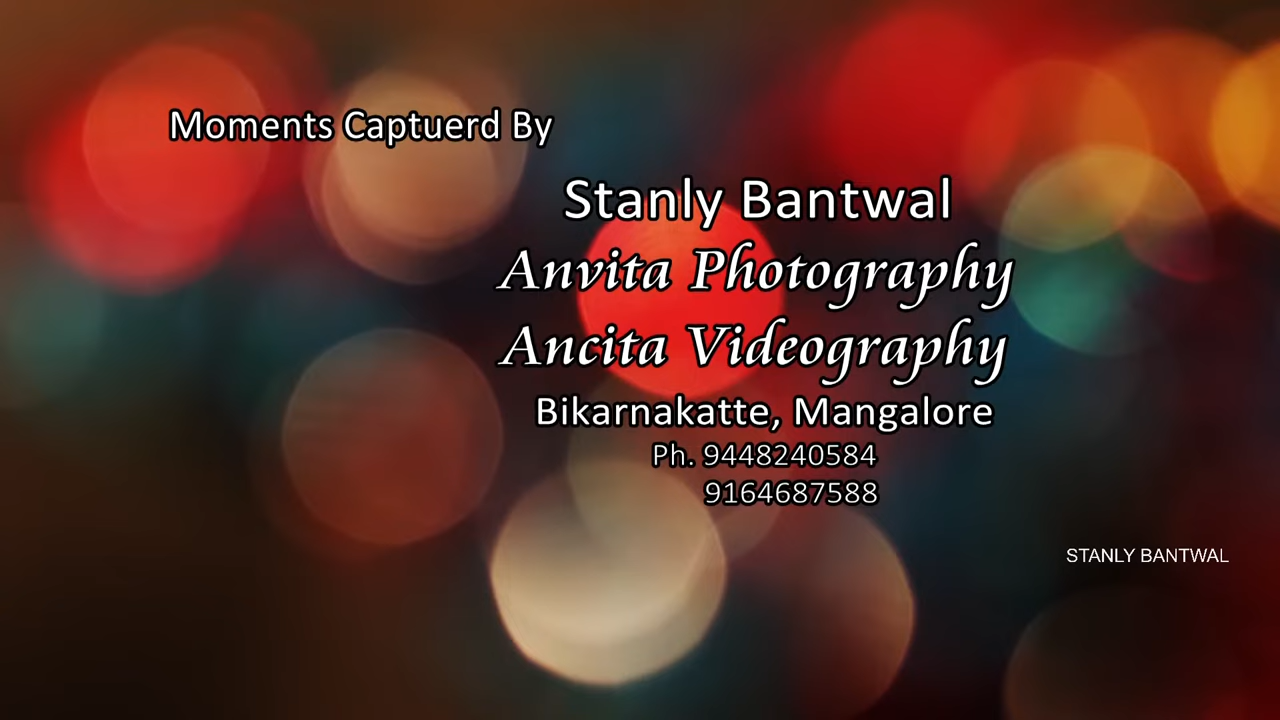 Moments Captuerd By
Stanly Bantwal
Anvita Photography
Ancita Videography
Bikarnakatte, Mangalore
Ph. 9448240584
9164687588
STANLY BANTWAL